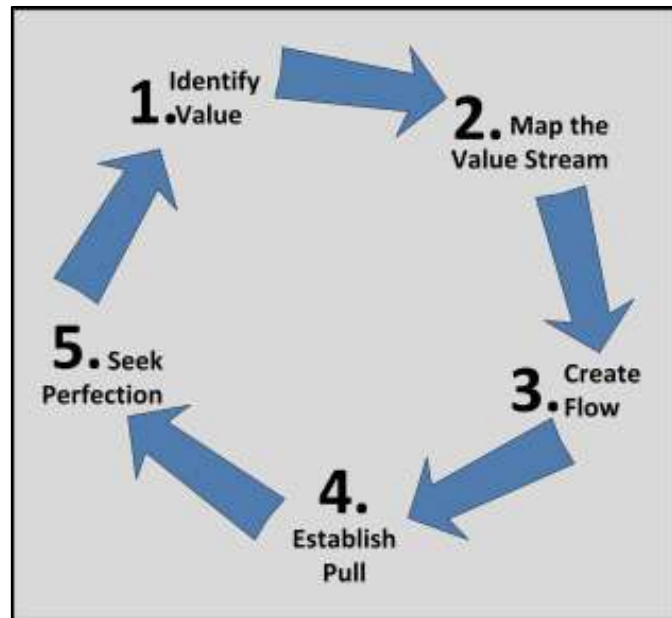 1. Identify
Value
2. Map the
Value Stream
3. Create
Flow
4.
Establish
Pull
5. Seek
Perfection